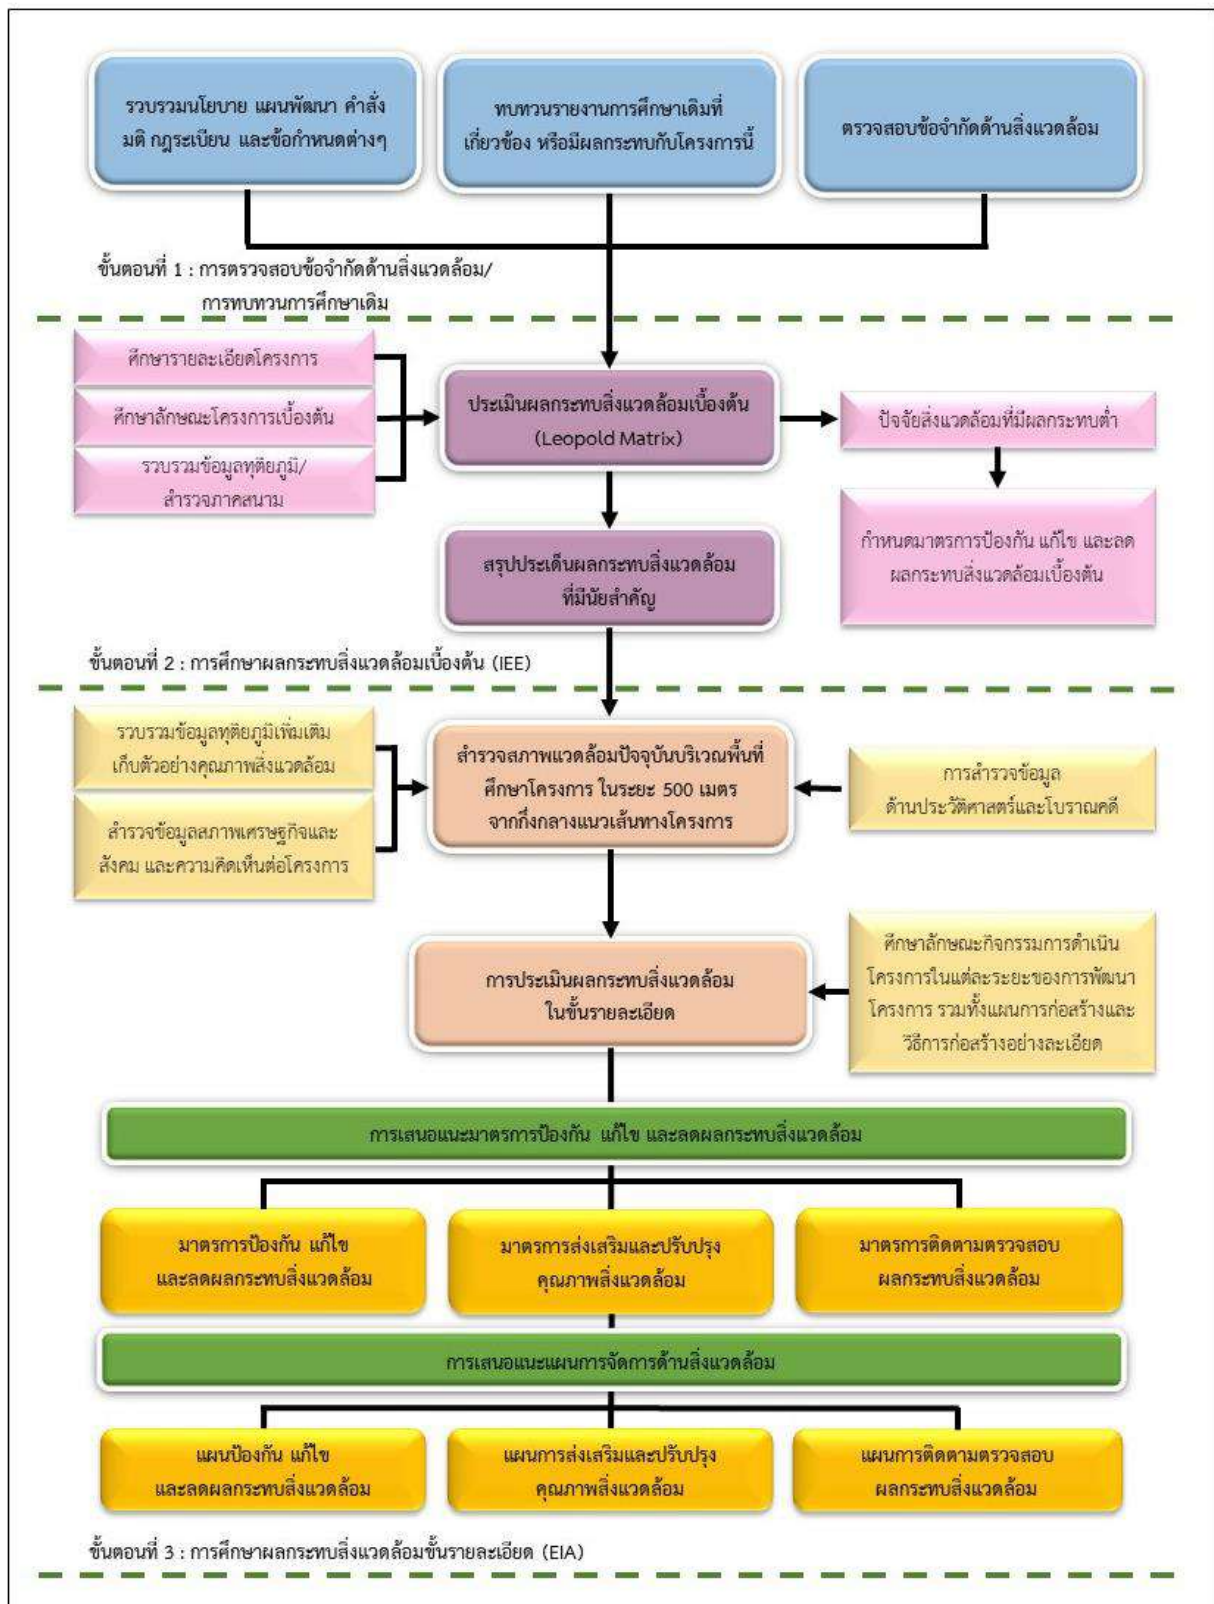 รวบรวมนโยบาย แผนพัฒนา คำสั่ง
มติ กฎระเบียน และข้อกำหนดต่างๆ
ทบทวนรายงานการศึกษาเดิมที่
เกี่ยวข้อง หรือมีผลกระทบกับโครงการนี้
ตรวจสอบข้อจำกัดด้านสิ่งแวดล้อม
ขั้นตอนที่ 1 : การตรวจสอบข้อจำกัดด้านสิ่งแวดล้อม/
การทบทวนการศึกษาเดิม
ศึกษารายละเอียดโครงการ
ศึกษาลักษณะโครงการเบื้องต้น
รวบรวมข้อมูลทุติยภูมิ/
สำรวจภาคสนาม
ประเมินผลกระทบสิ่งแวดล้อมเบื้องต้น
(Leopold Matrix)
ปัจจัยสิ่งแวดล้อมที่มีผลกระทบต่ำ
สรุปประเด็นผลกระทบสิ่งแวดล้อม
ที่มีนัยสำคัญ
กำหนดมาตรการป้องกัน แก้ไข และลด
ผลกระทบสิ่งแวดล้อมเบื้องต้น
ขั้นตอนที่ 2 : การศึกษาผลกระทบสิ่งแวดล้อมเบื้องต้น (IEE)
รวบรวมข้อมูลทุติยภูมิเพิ่มเติม
เก็บตัวอย่างคุณภาพสิ่งแวดล้อม
สำรวจข้อมูลสภาพเศรษฐกิจและ
สังคม และความคิดเห็นต่อโครงการ
สำรวจสภาพแวดล้อมปัจจุบันบริเวณพื้นที่
ศึกษาโครงการ ในระยะ 500 เมตร
จากกึ่งกลางแนวเส้นทางโครงการ
การสำรวจข้อมูล
ด้านประวัติศาสตร์และโบราณคดี
การประเมินผลกระทบสิ่งแวดล้อม
ในขั้นรายละเอียด
ศึกษาลักษณะกิจกรรมการดำเนิน
โครงการในแต่ละระยะของการพัฒนา
โครงการ รวมทั้งแผนการก่อสร้างและ
วิธีการก่อสร้างอย่างละเอียด
การเสนอแนะมาตรการป้องกัน แก้ไข และลดผลกระทบสิ่งแวดล้อม
มาตรการป้องกัน แก้ไข
และลดผลกระทบสิ่งแวดล้อม
มาตรการส่งเสริมและปรับปรุง
คุณภาพสิ่งแวดล้อม
มาตรการติดตามตรวจสอบ
ผลกระทบสิ่งแวดล้อม
การเสนอแนะแผนการจัดการด้านสิ่งแวดล้อม
แผนป้องกัน แก้ไข
และลดผลกระทบสิ่งแวดล้อม
แผนการส่งเสริมและปรับปรุง
คุณภาพสิ่งแวดล้อม
แผนการติดตามตรวจสอบ
ผลกระทบสิ่งแวดล้อม
ขั้นตอนที่ 3 : การศึกษาผลกระทบสิ่งแวดล้อมขั้นรายละเอียด (EIA)